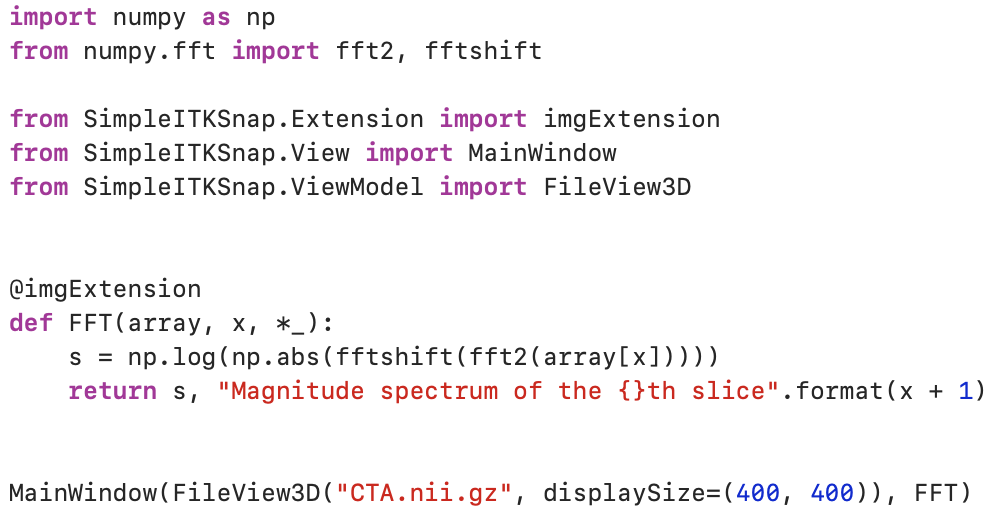 import numpy as np
from numpy.fft import fft2, fftshift

from SimpleITKSnap.Extension import imgExtension
from SimpleITKSnap.View import MainWindow
from SimpleITKSnap.ViewModel import FileView3D


@imgExtension
def FFT(array, x, *_):
    s = np.log(np.abs(fftshift(fft2(array[x]))))
    return s, "Magnitude spectrum of the {}th slice".format(x + 1)


MainWindow(FileView3D("CTA.nii.gz", displaySize=(400, 400)), FFT)